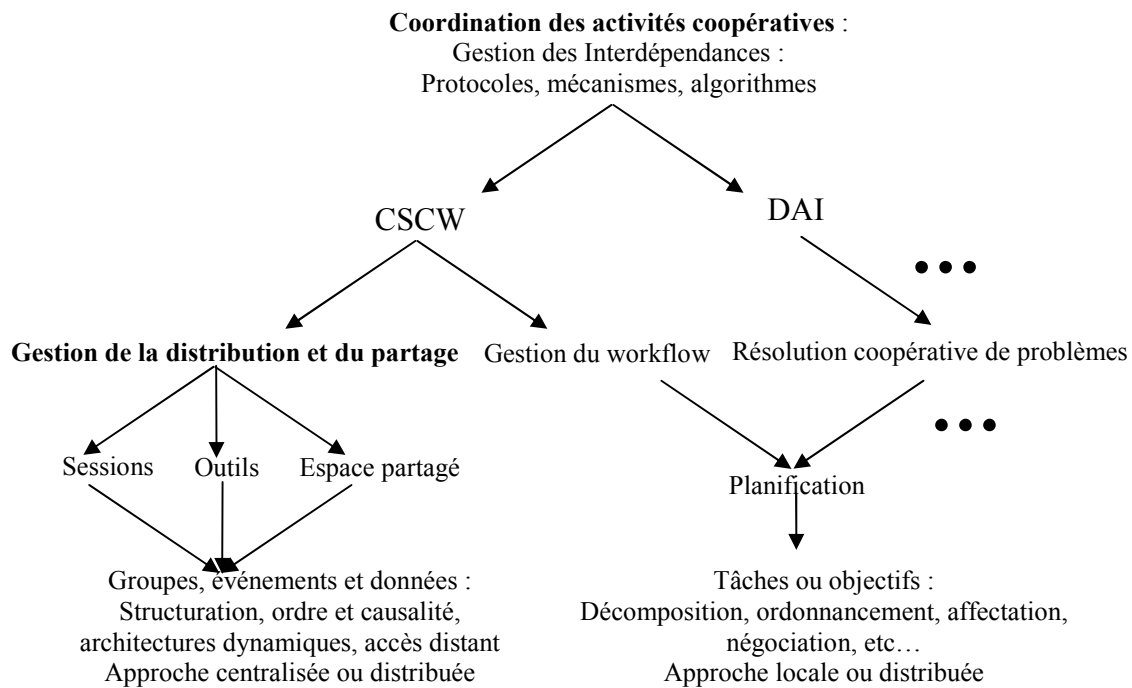 Coordination des activités coopératives :
Gestion des Interdépendances :
Protocoles, mécanismes, algorithmes
CSCW
DAI
•••
Gestion de la distribution et du partage
Gestion du workflow
Résolution coopérative de problèmes
•••
Sessions
Outils
Espace partagé
Planification
Groupes, événements et données :
Structuration, ordre et causalité,
architectures dynamiques, accès distant
Approche centralisée ou distribuée
Tâches ou objectifs :
Décomposition, ordonnancement, affectation,
négociation, etc…
Approche locale ou distribuée